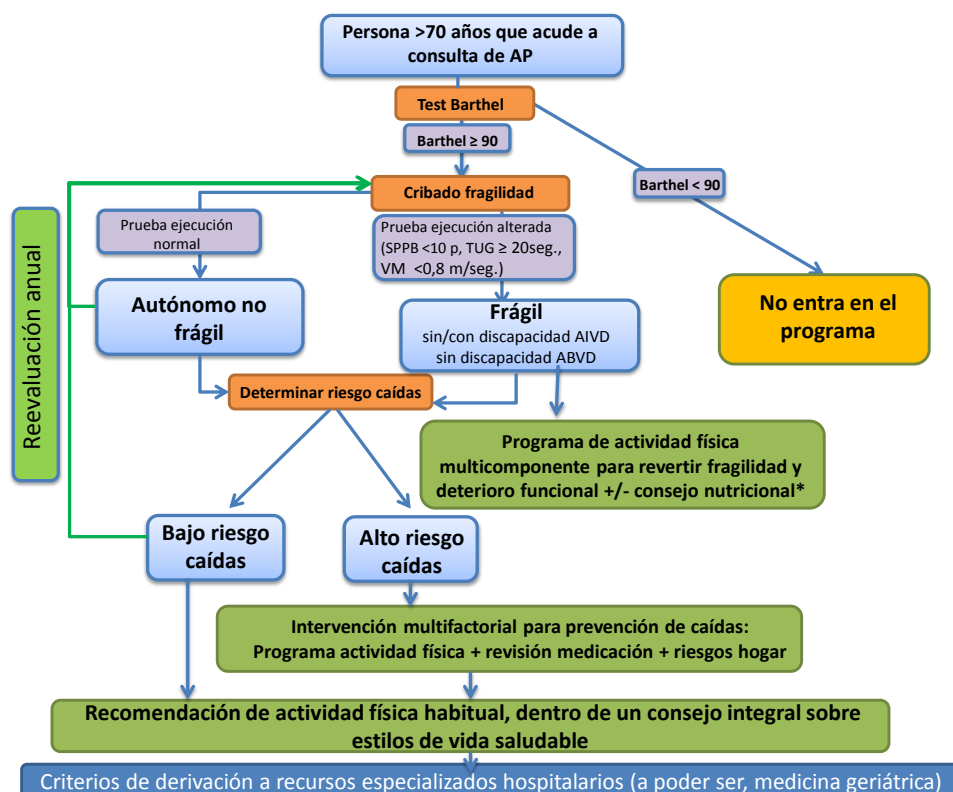 Persona >70 años que acude a
consulta de AP
Test Barthel
Barthel ≥ 90
Barthel < 90
Cribado fragilidad
Reevaluación anual
Prueba ejecución
normal
Prueba ejecución alterada
(SPPB <10 p, TUG ≥ 20seg.,
VM <0,8 m/seg.)
Autónomo no
frágil
Frágil
sin/con discapacidad AIVD
sin discapacidad ABVD
No entra en el
programa
Determinar riesgo caídas
Programa de actividad física
multicomponente para revertir fragilidad y
deterioro funcional +/- consejo nutricional*
Bajo riesgo
caídas
Alto riesgo
caídas
Intervención multifactorial para prevención de caídas:
Programa actividad física + revisión medicación + riesgos hogar
Recomendación de actividad física habitual, dentro de un consejo integral sobre
estilos de vida saludable
Criterios de derivación a recursos especializados hospitalarios (a poder ser, medicina geriátrica)